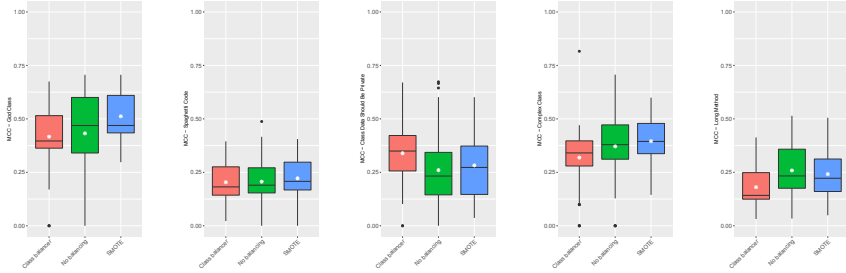 MCC - God Class
1.00
0.75
0.50
0.25
0.00
Class balancer
No balancing
SMOTE
MCC - Spaghetti Code
1.00
0.75
0.50
0.25
0.00
Class balancer
No balancing
SMOTE
MCC - Class Data Should Be Private
1.00
0.75
0.50
0.25
0.00
Class balancer
No balancing
SMOTE
MCC - Complex Class
1.00
0.75
0.50
0.25
0.00
Class balancer
No balancing
SMOTE
MCC - Long Method
1.00
0.75
0.50
0.25
0.00
Class balancer
No balancing
SMOTE